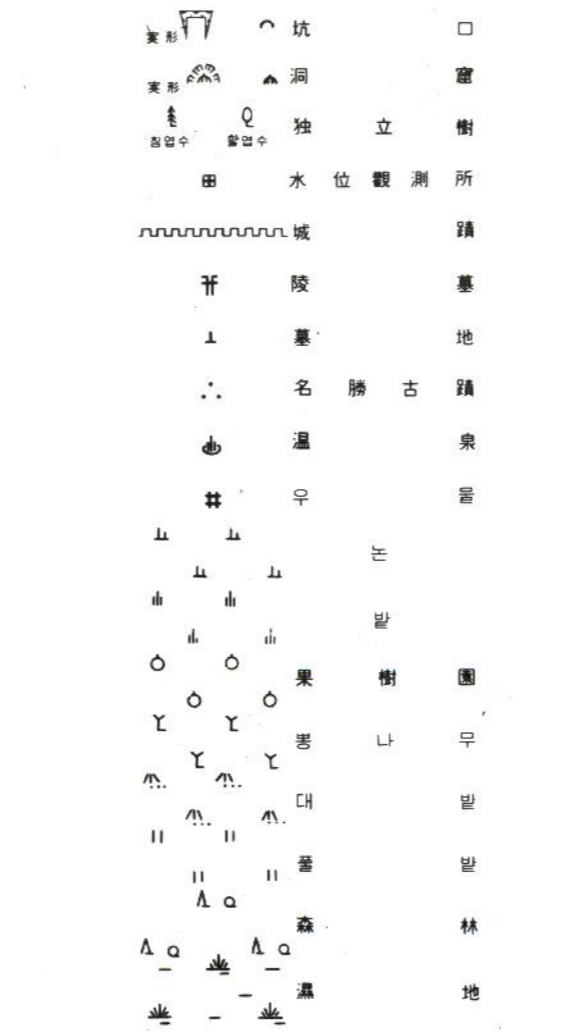 実形 坑 口
実形 洞 窟
独 立 樹
침엽수 활엽수
水 位 觀 測 所
城 蹟
陵 墓
墓 地
名 勝 古 蹟
温 泉
우 물
논
밭
果 樹 園
뽕 나 무
대 밭
풀 밭
森 林
濕 地